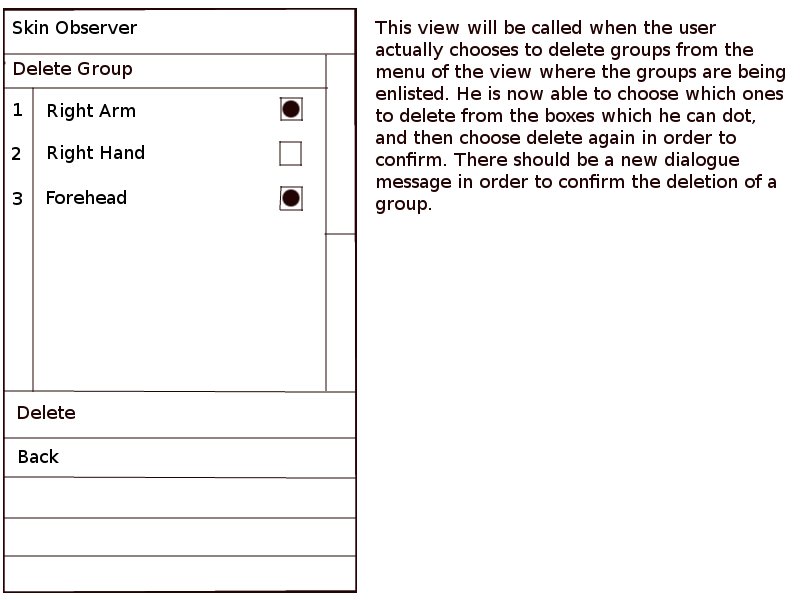 Skin Observer
Delete Group
1 Right Arm
2 Right Hand
3 Forehead
Delete
Back
This view will be called when the user
actually chooses to delete groups from the
menu of the view where the groups are being
enlisted. He is now able to choose which ones
to delete from the boxes which he can dot,
and then choose delete again in order to
confirm. There should be a new dialogue
message in order to confirm the deletion of a
group.